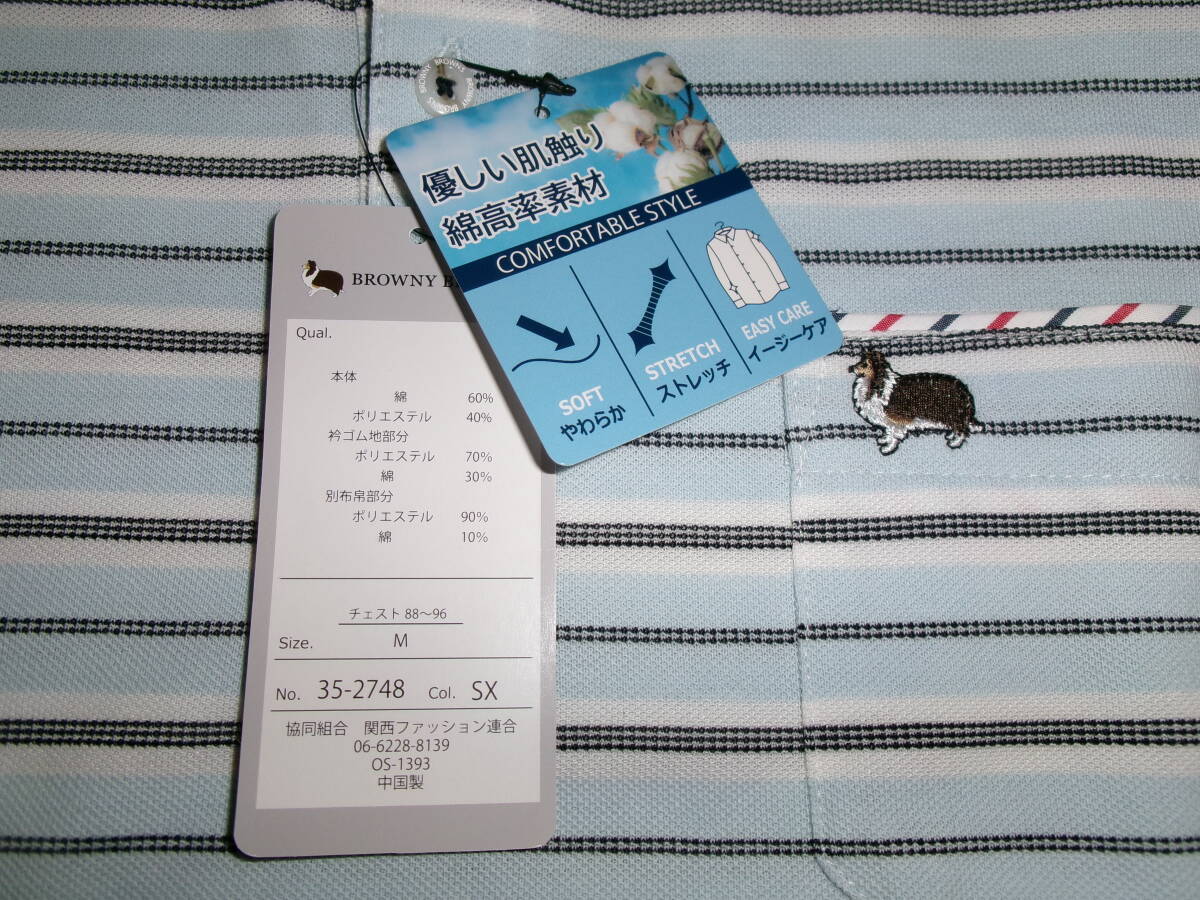 BROWNY BROWNY BROWNY
優しい肌触り
綿高率素材
COMFORTABLE STYLE
SOFT
やわらか
STRETCH
ストレッチ
EASY CARE
イージーケア
BROWNY
Qual.
本体
綿 60%
ポリエステル 40%
衿ゴム地部分
ポリエステル 70%
綿 30%
別布帛部分
ポリエステル 90%
綿 10%
チェスト 88〜96
Size. M
No. 35-2748 Col. SX
協同組合 関西ファッション連合
06-6228-8139
OS-1393
中国製